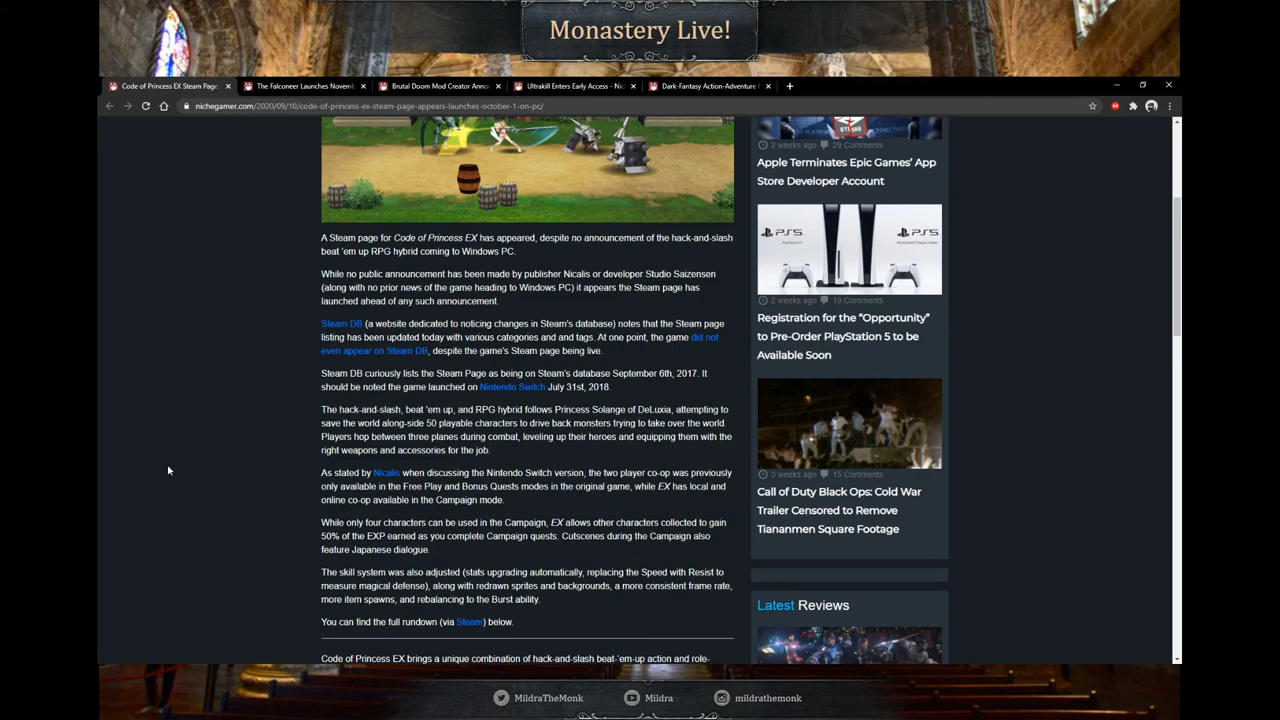 Monastery Live!
Code of Princess EX Steam Page
The Falconeer Launches Novem
Brutal Doom Mod Creator Anno
Ultrakill Enters Early Access - Nic
Dark-Fantasy Action-Adventure
nichegamer.com/2020/09/10/code-of-princess-ex-steam-page-appears-launches-october-1-on-pc/
A Steam page for Code of Princess EX has appeared, despite no announcement of the hack-and-slash
beat 'em up RPG hybrid coming to Windows PC.
While no public announcement has been made by publisher Nicalis or developer Studio Saizensen
(along with no prior news of the game heading to Windows PC) it appears the Steam page has
launched ahead of any such announcement.
Steam DB (a website dedicated to noticing changes in Steam's database) notes that the Steam page
listing has been updated today with various categories and and tags. At one point, the game did not
even appear on Steam DB, despite the game's Steam page being live.
Steam DB curiously lists the Steam Page as being on Steam's database September 6th, 2017. It
should be noted the game launched on Nintendo Switch July 31st, 2018.
The hack-and-slash, beat 'em up, and RPG hybrid follows Princess Solange of DeLuxia, attempting to
save the world along-side 50 playable characters to drive back monsters trying to take over the world.
Players hop between three planes during combat, leveling up their heroes and equipping them with the
right weapons and accessories for the job.
As stated by Nicalis when discussing the Nintendo Switch version, the two player co-op was previously
only available in the Free Play and Bonus Quests modes in the original game, while EX has local and
online co-op available in the Campaign mode.
While only four characters can be used in the Campaign, EX allows other characters collected to gain
50% of the EXP earned as you complete Campaign quests. Cutscenes during the Campaign also
feature Japanese dialogue.
The skill system was also adjusted (stats upgrading automatically, replacing the Speed with Resist to
measure magical defense), along with redrawn sprites and backgrounds, a more consistent frame rate,
more item spawns, and rebalancing to the Burst ability.
You can find the full rundown (via Steam) below.
Code of Princess EX brings a unique combination of hack-and-slash beat-'em-up action and role-
STORE
2 weeks ago 29 Comments
Apple Terminates Epic Games' App
Store Developer Account
PS5
PS5
2 weeks ago 19 Comments
Registration for the "Opportunity"
to Pre-Order PlayStation 5 to be
Available Soon
3 weeks ago 15 Comments
Call of Duty Black Ops: Cold War
Trailer Censored to Remove
Tiananmen Square Footage
Latest Reviews
MildraTheMonk
Mildra
mildrathemonk